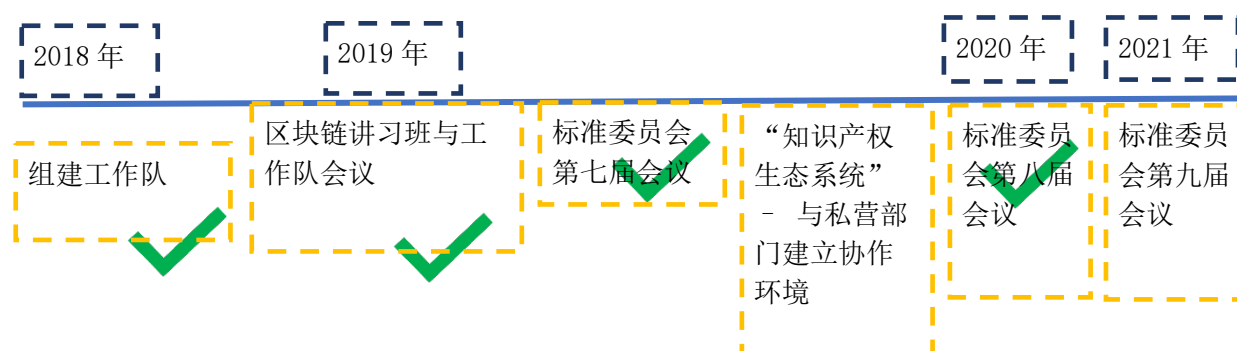 2018 年
2019 年
2020 年
2021 年
组建工作队
区块链讲习班与工
作队会议
标准委员会
第七届会议
“知识产权
生态系统”
– 与私营部
门建立协作
环境
标准委员
会第八届
会议
标准委员
会第九届
会议